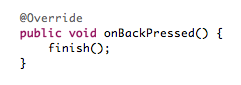 @Override
public void onBackPressed() {
    finish();
}